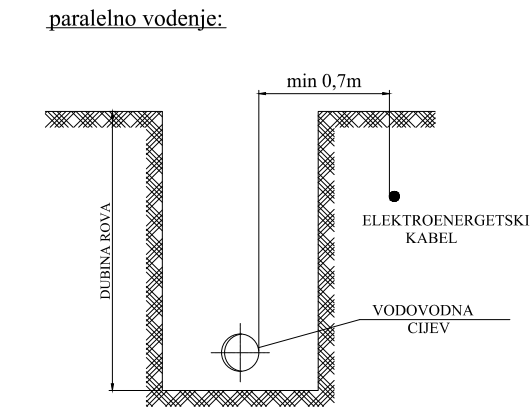 paralelno vodenje:
min 0,7m
ELEKTROENERGETSKI
KABEL
DUBINA ROVA
VODOVODNA
CIJEV